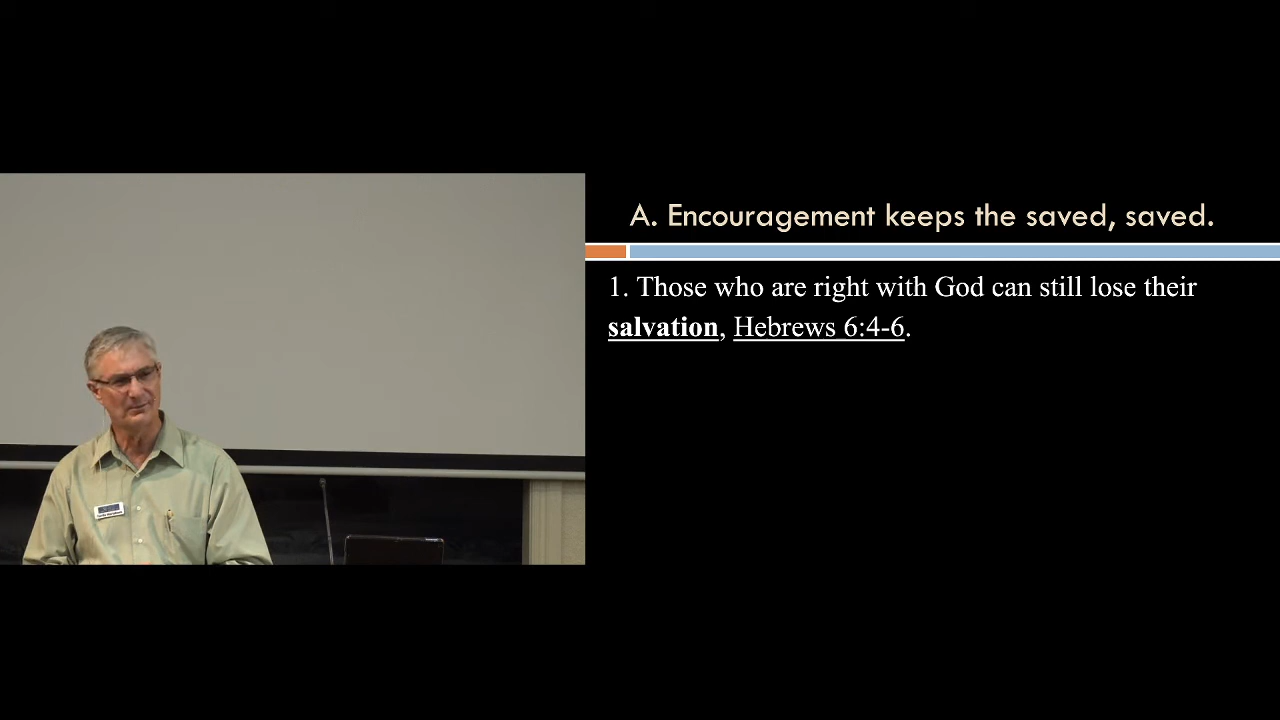 A. Encouragement keeps the saved, saved.
1. Those who are right with God can still lose their
salvation, Hebrews 6:4-6.